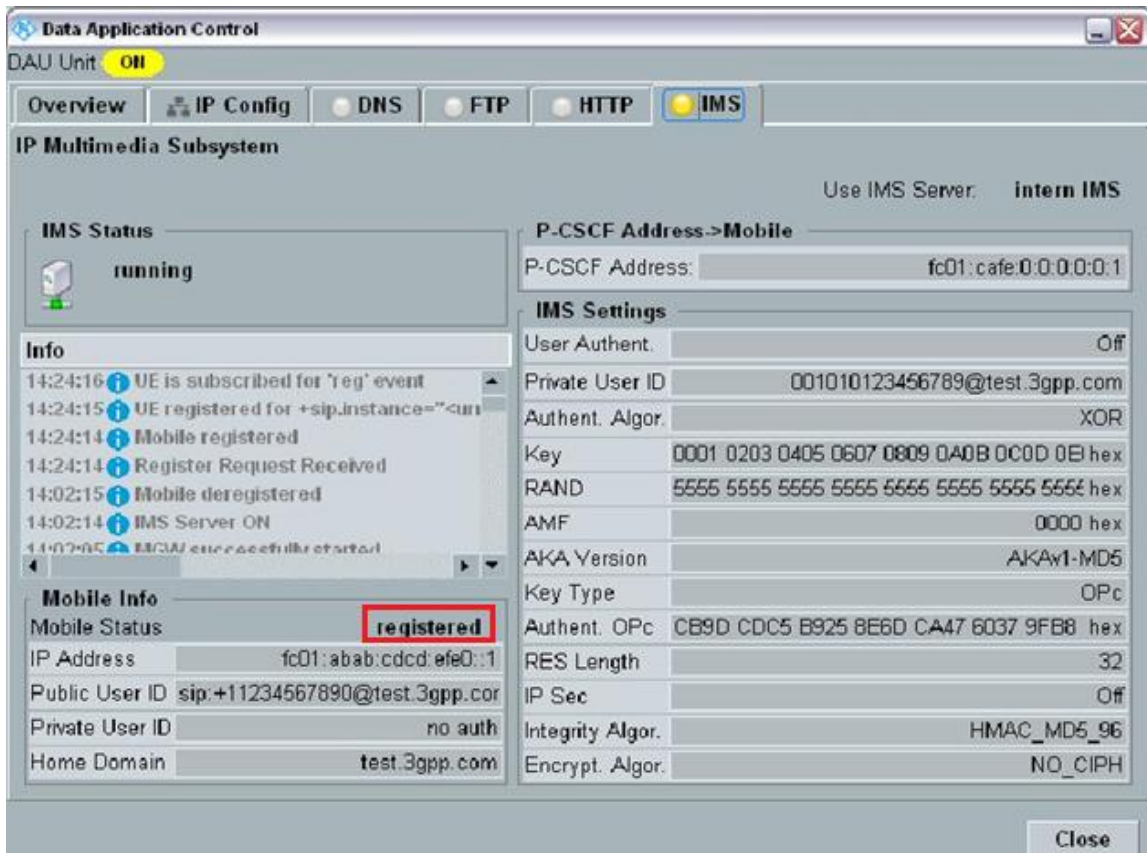 Data Application Control
DAU Unit ON
Overview IP Config DNS FTP HTTP IMS
IP Multimedia Subsystem
Use IMS Server: intern IMS
IMS Status
running
Info
14:24:16 UE is subscribed for 'reg' event
14:24:15 UE registered for +sip.instance="<urn
14:24:14 Mobile registered
14:24:14 Register Request Received
14:02:15 Mobile deregistered
14:02:14 IMS Server ON
14:02:05 MGW successfully started
Mobile Info
Mobile Status registered
IP Address fc01:abab:cdcd:efe0::1
Public User ID sip:+11234567890@test.3gpp.cor
Private User ID no auth
Home Domain test.3gpp.com
P-CSCF Address->Mobile
P-CSCF Address: fc01:cafe:0:0:0:0:0:1
IMS Settings
User Authent. Off
Private User ID 001010123456789@test.3gpp.com
Authent. Algor. XOR
Key 0001 0203 0405 0607 0809 0A0B 0C0D 0E hex
RAND 5555 5555 5555 5555 5555 5555 5555 555 hex
AMF 0000 hex
AKA Version AKAv1-MD5
Key Type OPc
Authent. OPc CB9D CDC5 B925 8E6D CA47 6037 9FB8 hex
RES Length 32
IP Sec Off
Integrity Algor. HMAC_MD5_96
Encrypt. Algor. NO_CIPH
Close